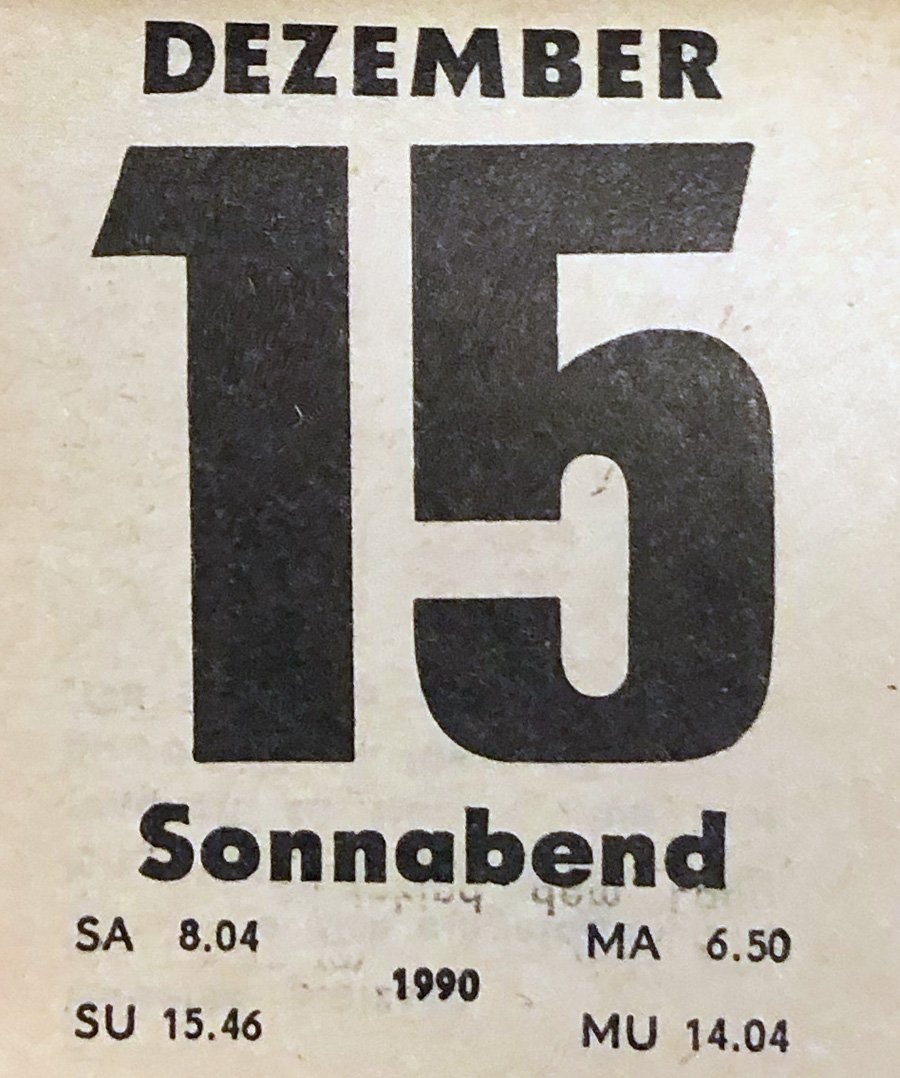 DEZEMBER
15
Sonnabend
SA 8.04 MA 6.50
1990
SU 15.46 MU 14.04